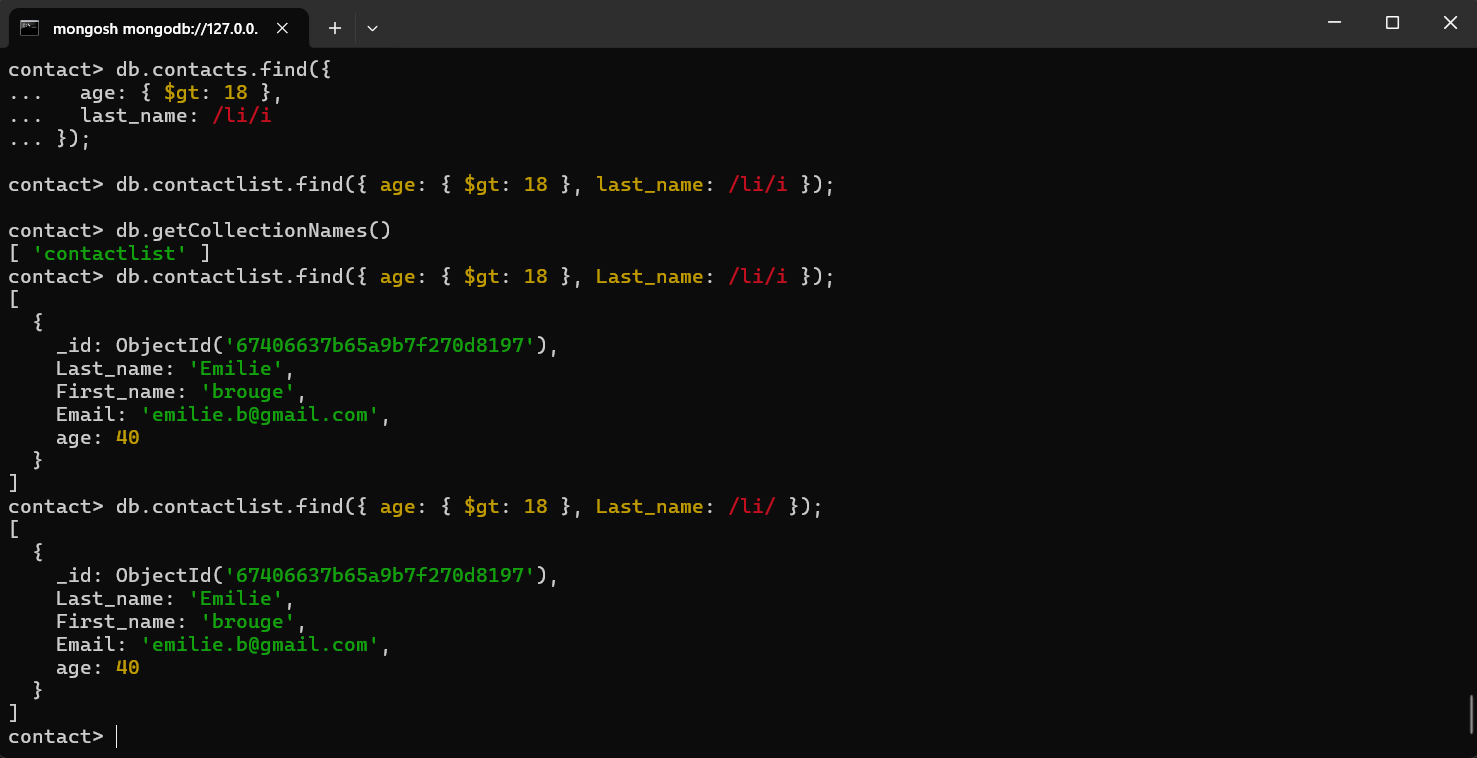 mongosh mongodb://127.0.0.
contact> db.contacts.find({
...   age: { $gt: 18 },
...   last_name: /li/i
... });
contact> db.contactlist.find({ age: { $gt: 18 }, last_name: /li/i });
contact> db.getCollectionNames()
[ 'contactlist' ]
contact> db.contactlist.find({ age: { $gt: 18 }, Last_name: /li/i });
[
  {
    _id: ObjectId('67406637b65a9b7f270d8197'),
    Last_name: 'Emilie',
    First_name: 'brouge',
    Email: 'emilie.b@gmail.com',
    age: 40
  }
]
contact> db.contactlist.find({ age: { $gt: 18 }, Last_name: /li/ });
[
  {
    _id: ObjectId('67406637b65a9b7f270d8197'),
    Last_name: 'Emilie',
    First_name: 'brouge',
    Email: 'emilie.b@gmail.com',
    age: 40
  }
]
contact>